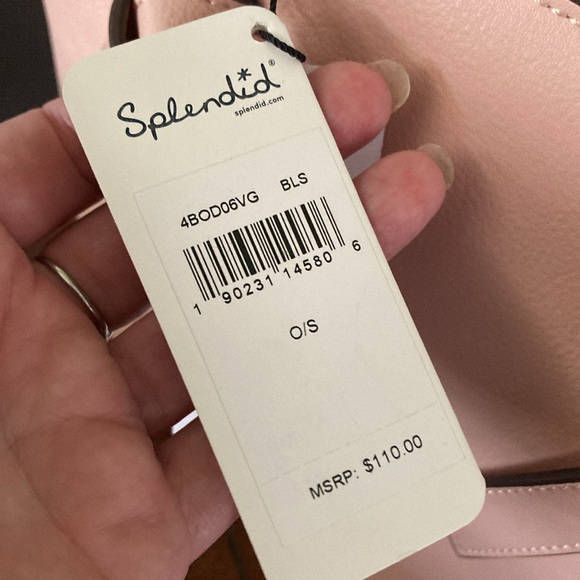 Splendid®
splendid.com
4BOD06VG BLS
1 90231 14580 6
O/S
MSRP: $110.00